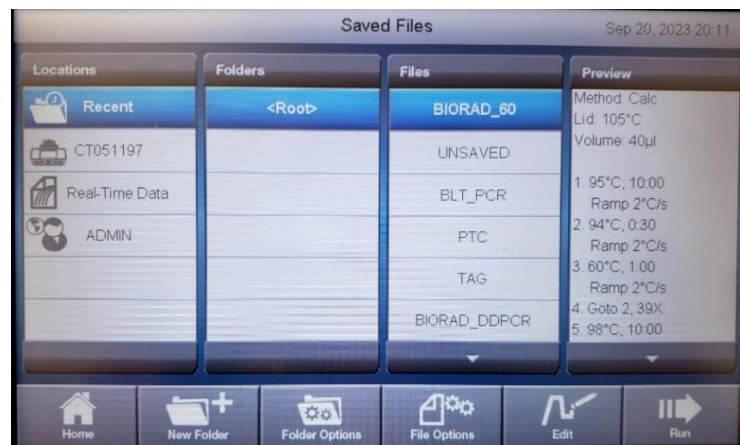 Saved Files
Sep 20, 2023 20:11
Locations
Recent
CT051197
Real-Time Data
ADMIN
Folders
<Root>
Files
BIORAD_60
UNSAVED
BLT_PCR
PTC
TAG
BIORAD_DDPCR
Preview
Method: Calc
Lid: 105°C
Volume: 40µl
1. 95°C, 10:00
Ramp 2°C/s
2. 94°C, 0:30
Ramp 2°C/s
3. 60°C, 1:00
Ramp 2°C/s
4. Goto 2, 39X
5. 98°C, 10:00
Home
New Folder
Folder Options
File Options
Edit
Run